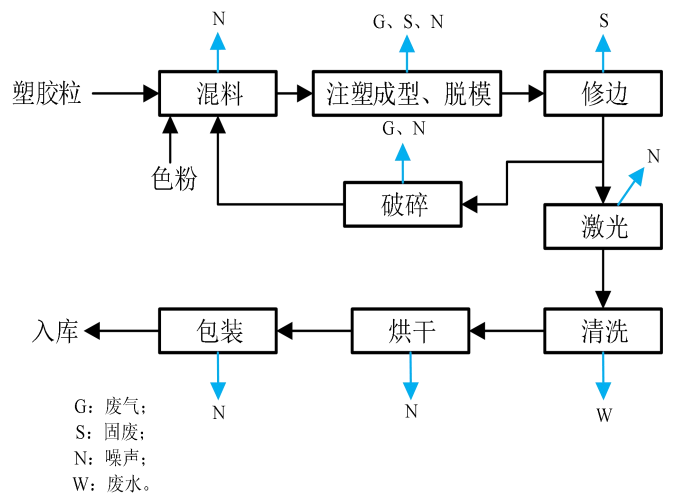 N
G、S、N
S
塑胶粒
混料
注塑成型、脱模
修边
G、N
N
色粉
破碎
激光
入库
包装
烘干
清洗
N
N
W
G：废气；
S：固废；
N：噪声；
W：废水。